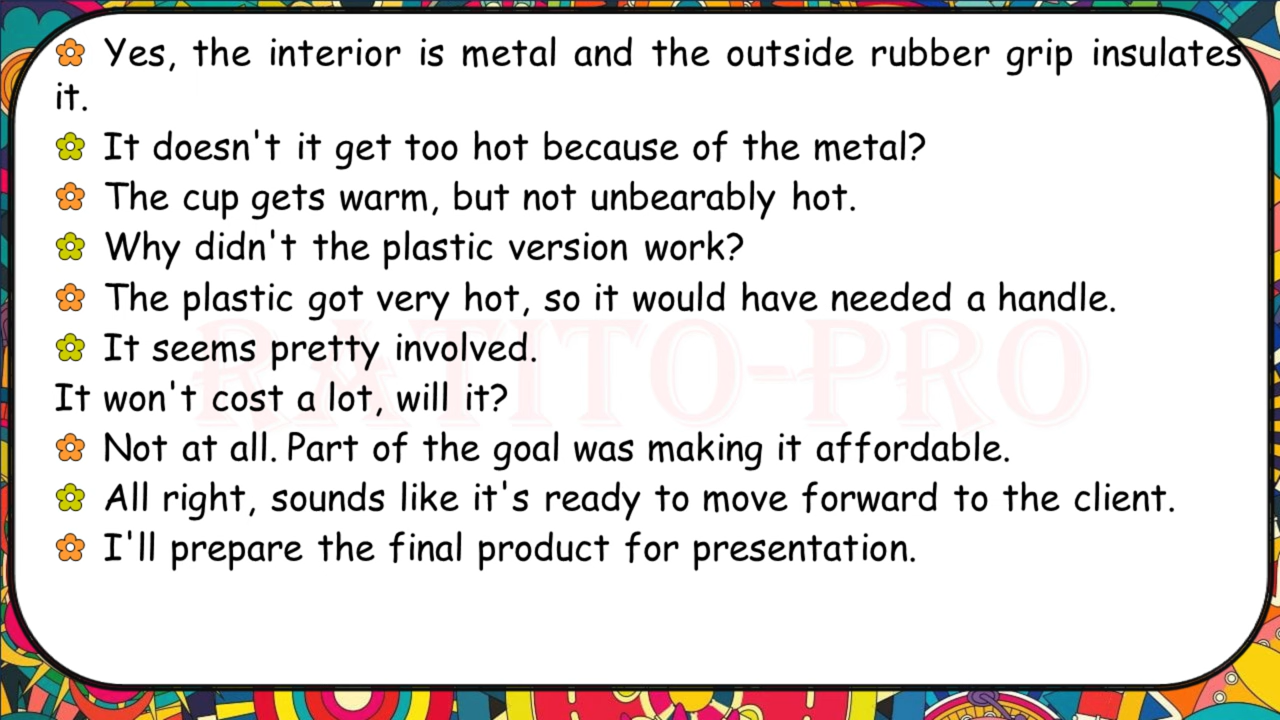 Yes, the interior is metal and the outside rubber grip insulates
it.
It doesn't it get too hot because of the metal?
The cup gets warm, but not unbearably hot.
Why didn't the plastic version work?
The plastic got very hot, so it would have needed a handle.
It seems pretty involved.
It won't cost a lot, will it?
Not at all. Part of the goal was making it affordable.
All right, sounds like it's ready to move forward to the client.
I'll prepare the final product for presentation.
RATITO-PRO